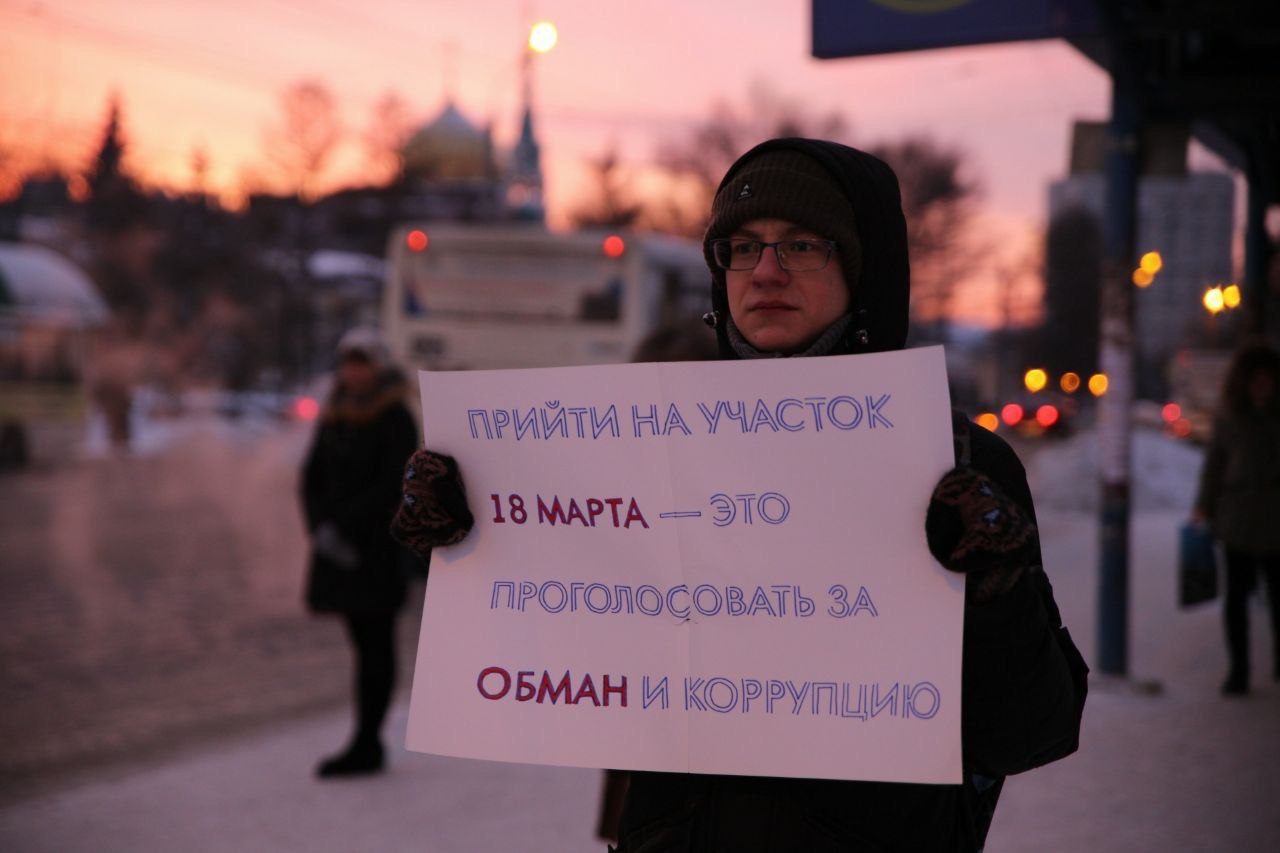 ПРИЙТИ НА УЧАСТОК
18 МАРТА — ЭТО
ПРОГОЛОСОВАТЬ ЗА
ОБМАН И КОРРУПЦИЮ